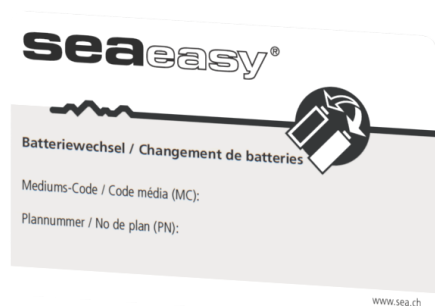 seaeasy®
Batteriewechsel / Changement de batteries
Mediums-Code / Code média (MC):
Plannummer / No de plan (PN):
www.sea.ch